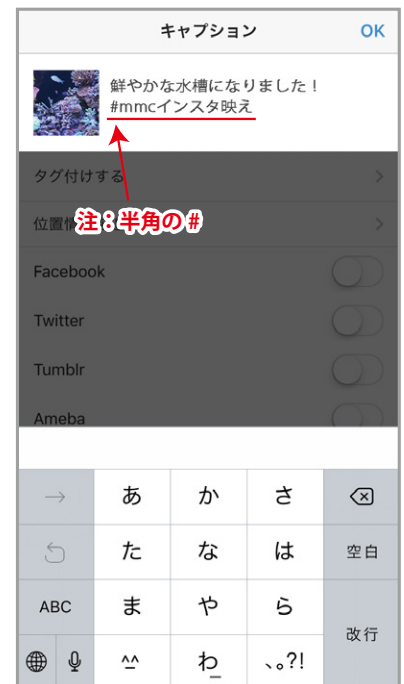 キャプション OK
鮮やかな水槽になりました！
#mmcインスタ映え
タグ付けする
位置情
注：半角の＃
Facebook
Twitter
Tumblr
Ameba
→ あ か さ
た な は 空白
ABC ま や ら
改行
^^ わ 、。?!